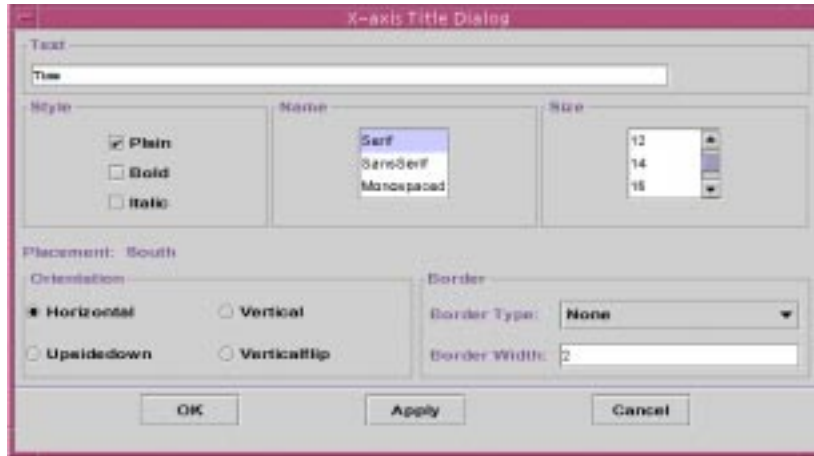 X-axis Title Dialog
Text
Time
Style
Name
Size
Plain
Bold
Italic
Serif
SansSerif
Monospaced
12
14
16
Placement: South
Orientation
Horizontal
Vertical
Upsidedown
Verticalflip
Border
Border Type: None
Border Width: 2
OK
Apply
Cancel